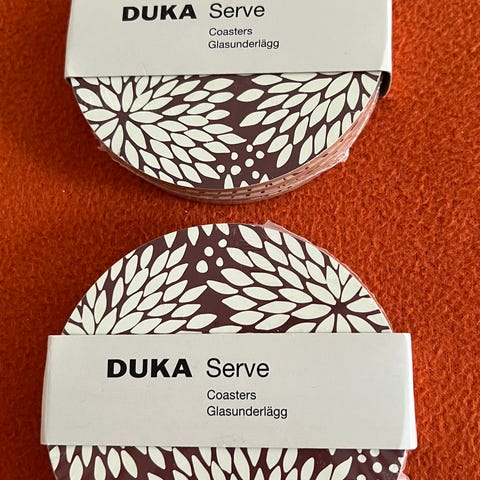 DUKA Serve
Coasters
Glasunderlägg
DUKA Serve
Coasters
Glasunderlägg